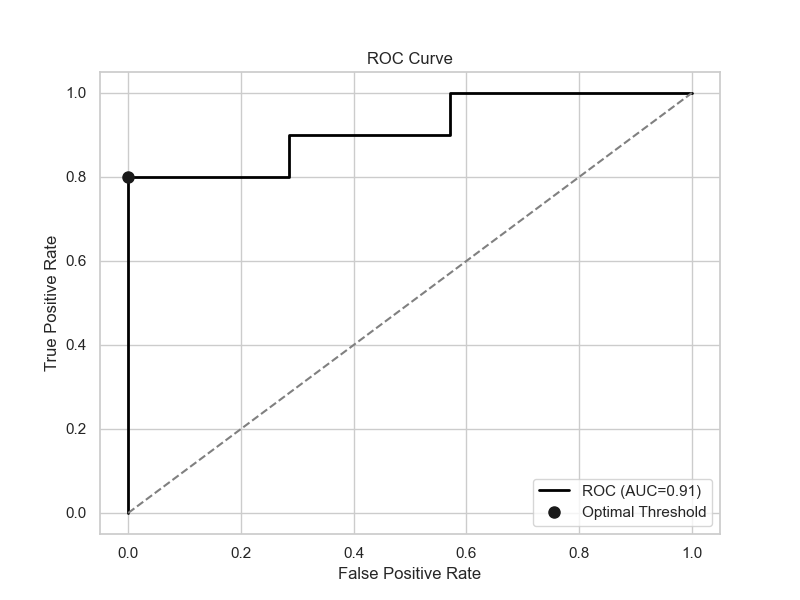 ROC Curve
1.0
0.8
0.6
0.4
0.2
0.0
True Positive Rate
0.0 0.2 0.4 0.6 0.8 1.0
False Positive Rate
ROC (AUC=0.91)
Optimal Threshold